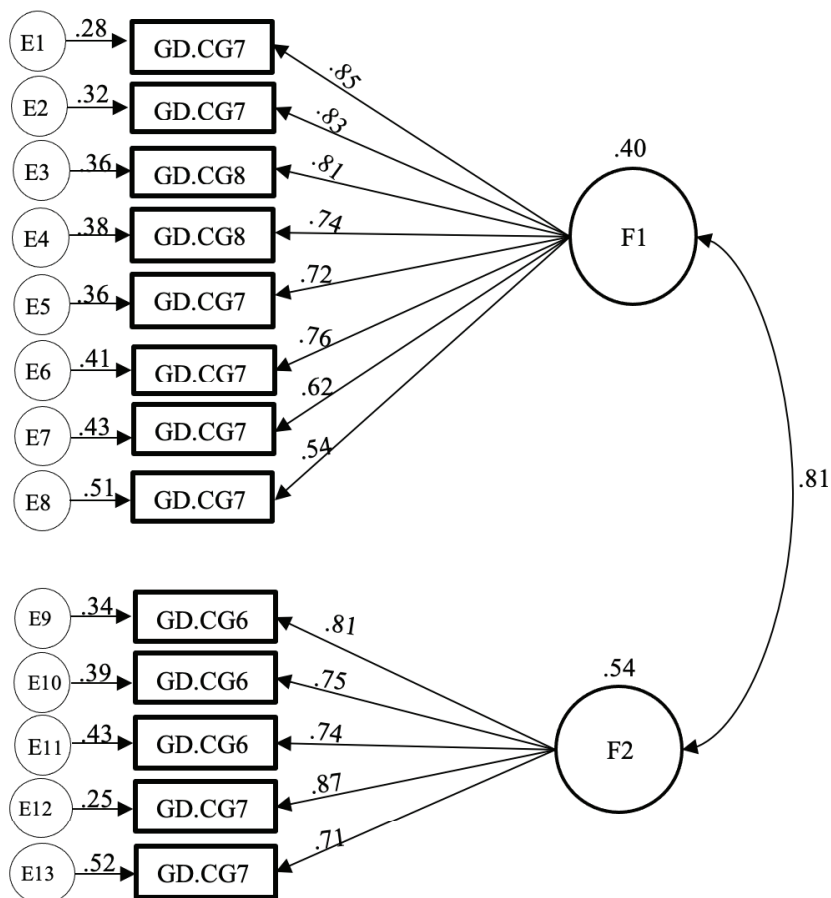 E1 .28 GD.CG7 .85
E2 .32 GD.CG7 .83
E3 .36 GD.CG8 .81
E4 .38 GD.CG8 .74
E5 .36 GD.CG7 .72
E6 .41 GD.CG7 .76
E7 .43 GD.CG7 .62
E8 .51 GD.CG7 .54
.40
F1
.81
E9 .34 GD.CG6 .81
E10 .39 GD.CG6 .75
E11 .43 GD.CG6 .74
E12 .25 GD.CG7 .87
E13 .52 GD.CG7 .71
.54
F2